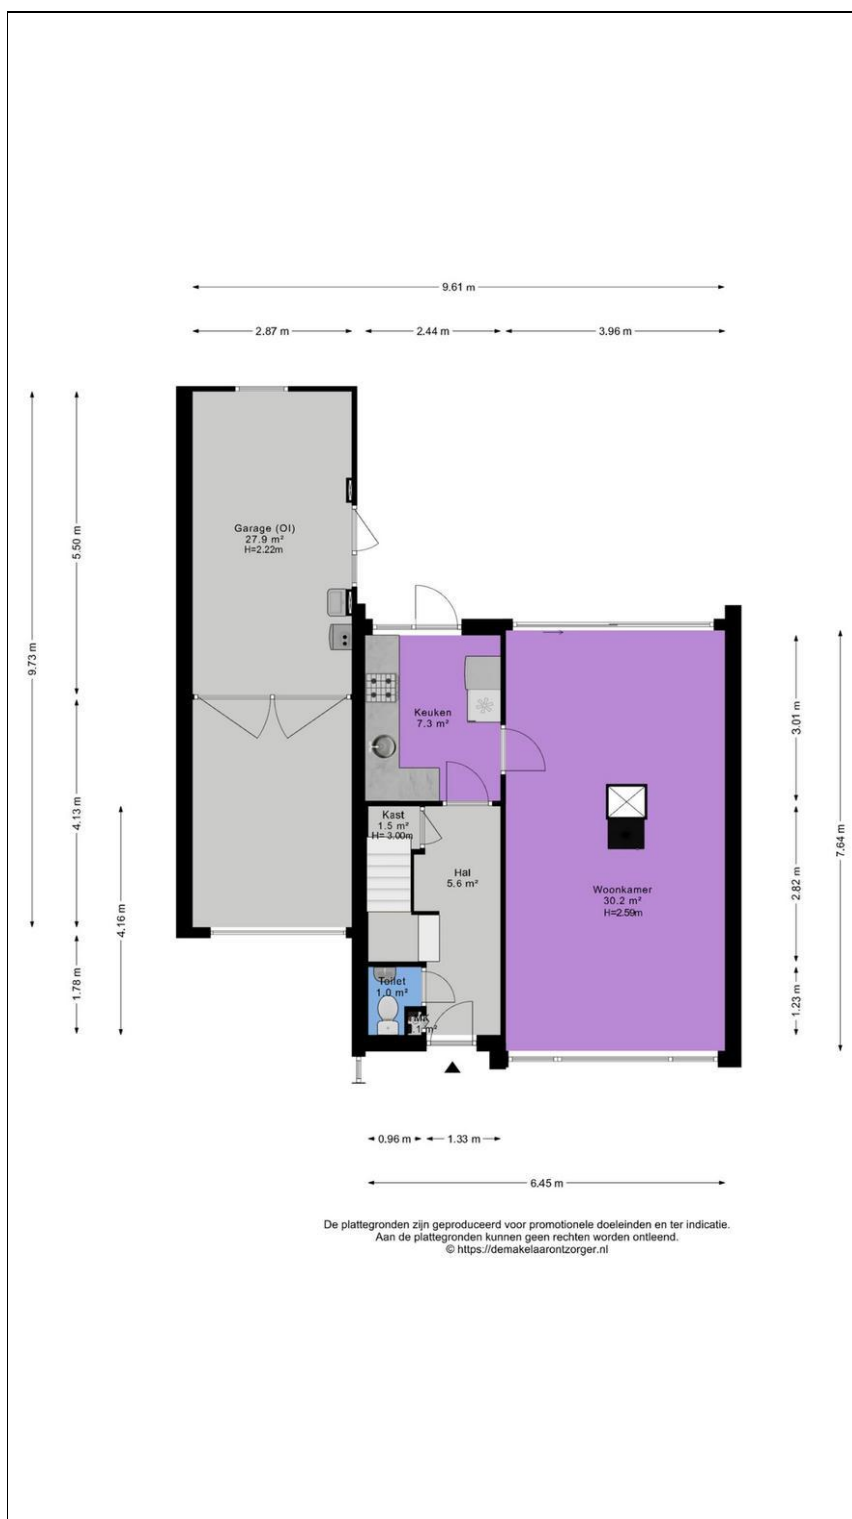 9.61 m
2.87 m
2.44 m
3.96 m
9.73 m
5.50 m
4.13 m
1.78 m
4.16 m
Garage (OI)
27.9 m²
H=2.22m
Keuken
7.3 m²
Kast
1.5 m²
H= 3.00m
Hal
5.6 m²
Woonkamer
30.2 m²
H=2.59m
Toilet
1.0 m²
3.01 m
2.82 m
1.23 m
7.64 m
0.96 m
1.33 m
6.45 m
De plattegronden zijn geproduceerd voor promotionele doeleinden en ter indicatie.
Aan de plattegronden kunnen geen rechten worden ontleend.
© https://demakelaarontzorger.nl